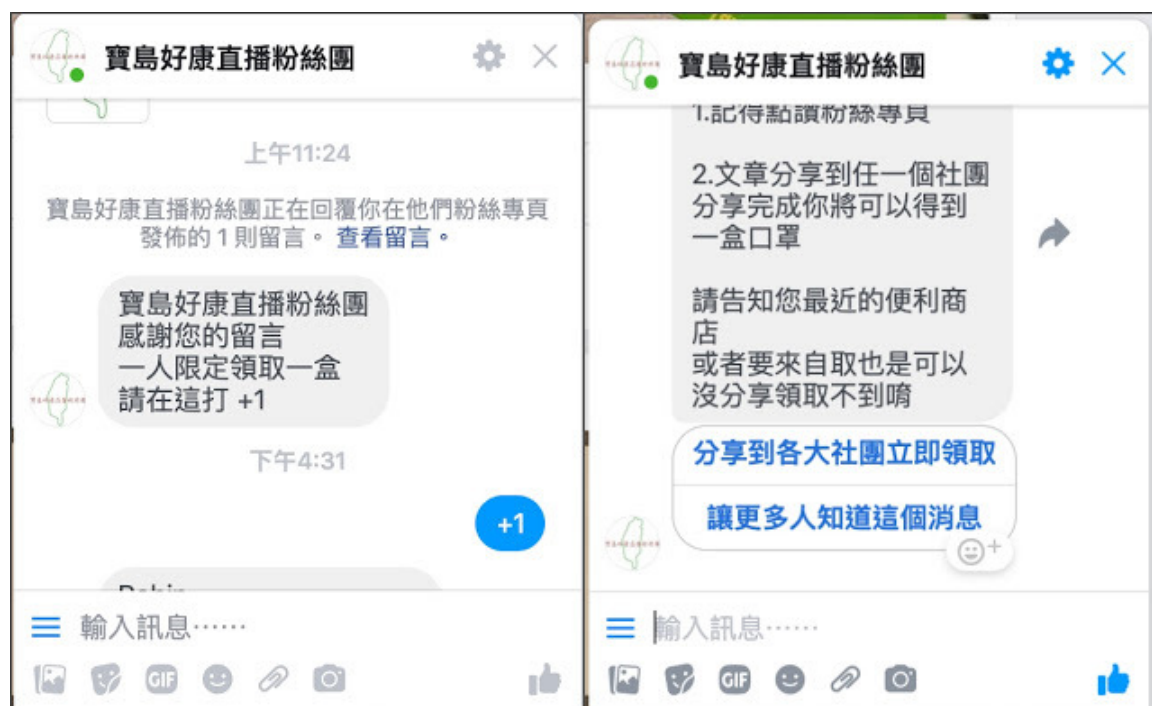 寶島好康直播粉絲團
上午11:24
寶島好康直播粉絲團正在回覆你在他們粉絲專頁
發佈的 1 則留言。 查看留言。
寶島好康直播粉絲團
感謝您的留言
一人限定領取一盒
請在這打 +1
下午4:31
+1
輸入訊息······
GIF
寶島好康直播粉絲團
1.記得點讚粉絲專頁
2.文章分享到任一個社團
分享完成你將可以得到
一盒口罩
請告知您最近的便利商
店
或者要來自取也是可以
沒分享領取不到唷
分享到各大社團立即領取
讓更多人知道這個消息
輸入訊息······
GIF